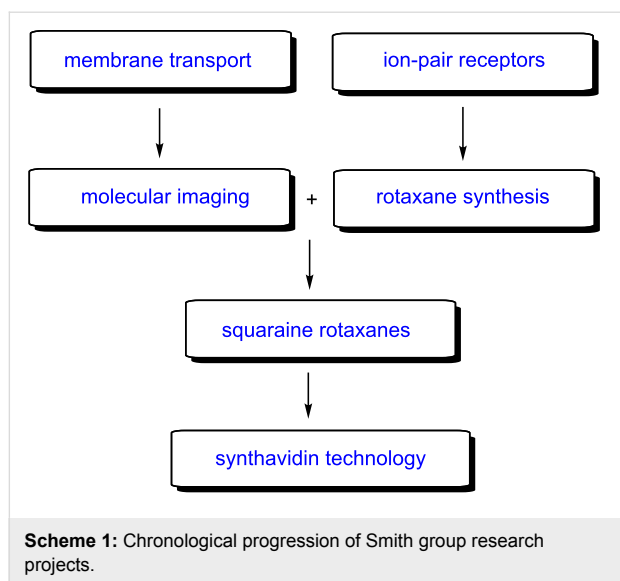 membrane transport
ion-pair receptors
molecular imaging + rotaxane synthesis
squaraine rotaxanes
synthavidin technology
Scheme 1: Chronological progression of Smith group research
projects.